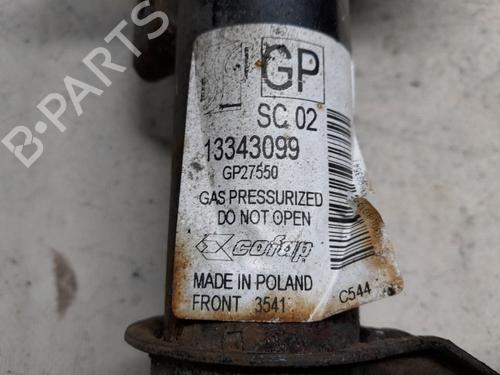 GP
SC 02
13343099
GP27550
GAS PRESSURIZED
DO NOT OPEN
cofap
MADE IN POLAND
FRONT 3541
C544
B-PARTS